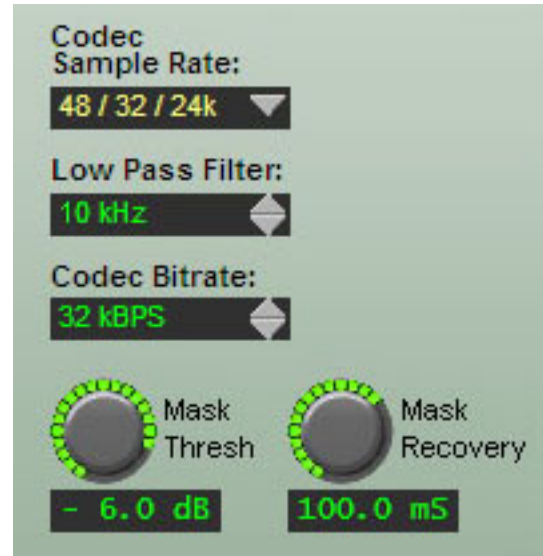 Codec
Sample Rate:
48 / 32 / 24k
Low Pass Filter:
10 kHz
Codec Bitrate:
32 kBPS
Mask
Thresh
Mask
Recovery
- 6.0 dB
100.0 mS